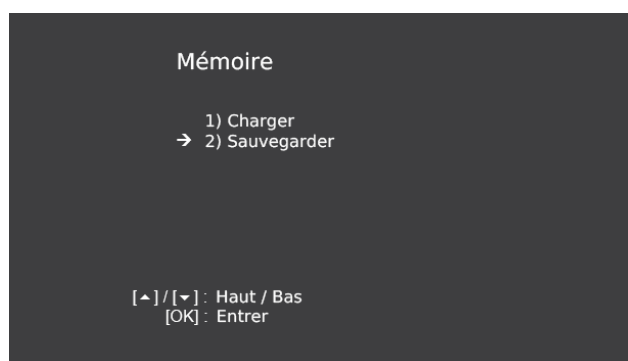 Mémoire
1) Charger
→ 2) Sauvegarder
[▲]/[▼] : Haut / Bas
[OK] : Entrer